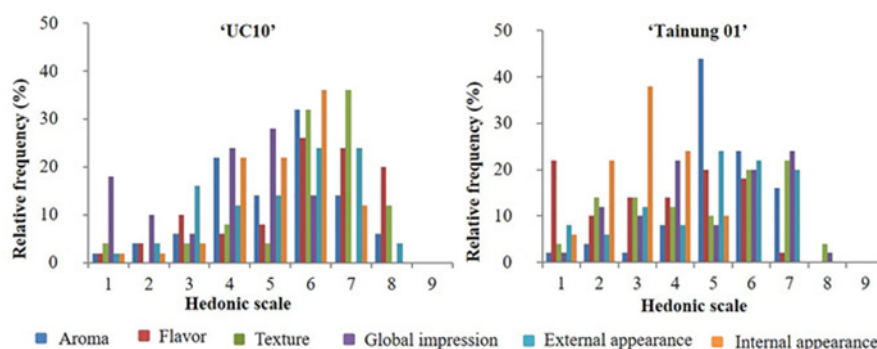 ‘UC10’
Relative frequency (%)
50
40
30
20
10
0
1 2 3 4 5 6 7 8 9
Hedonic scale
‘Tainung 01’
Relative frequency (%)
50
40
30
20
10
0
1 2 3 4 5 6 7 8 9
Hedonic scale
Aroma Flavor Texture Global impression External appearance Internal appearance